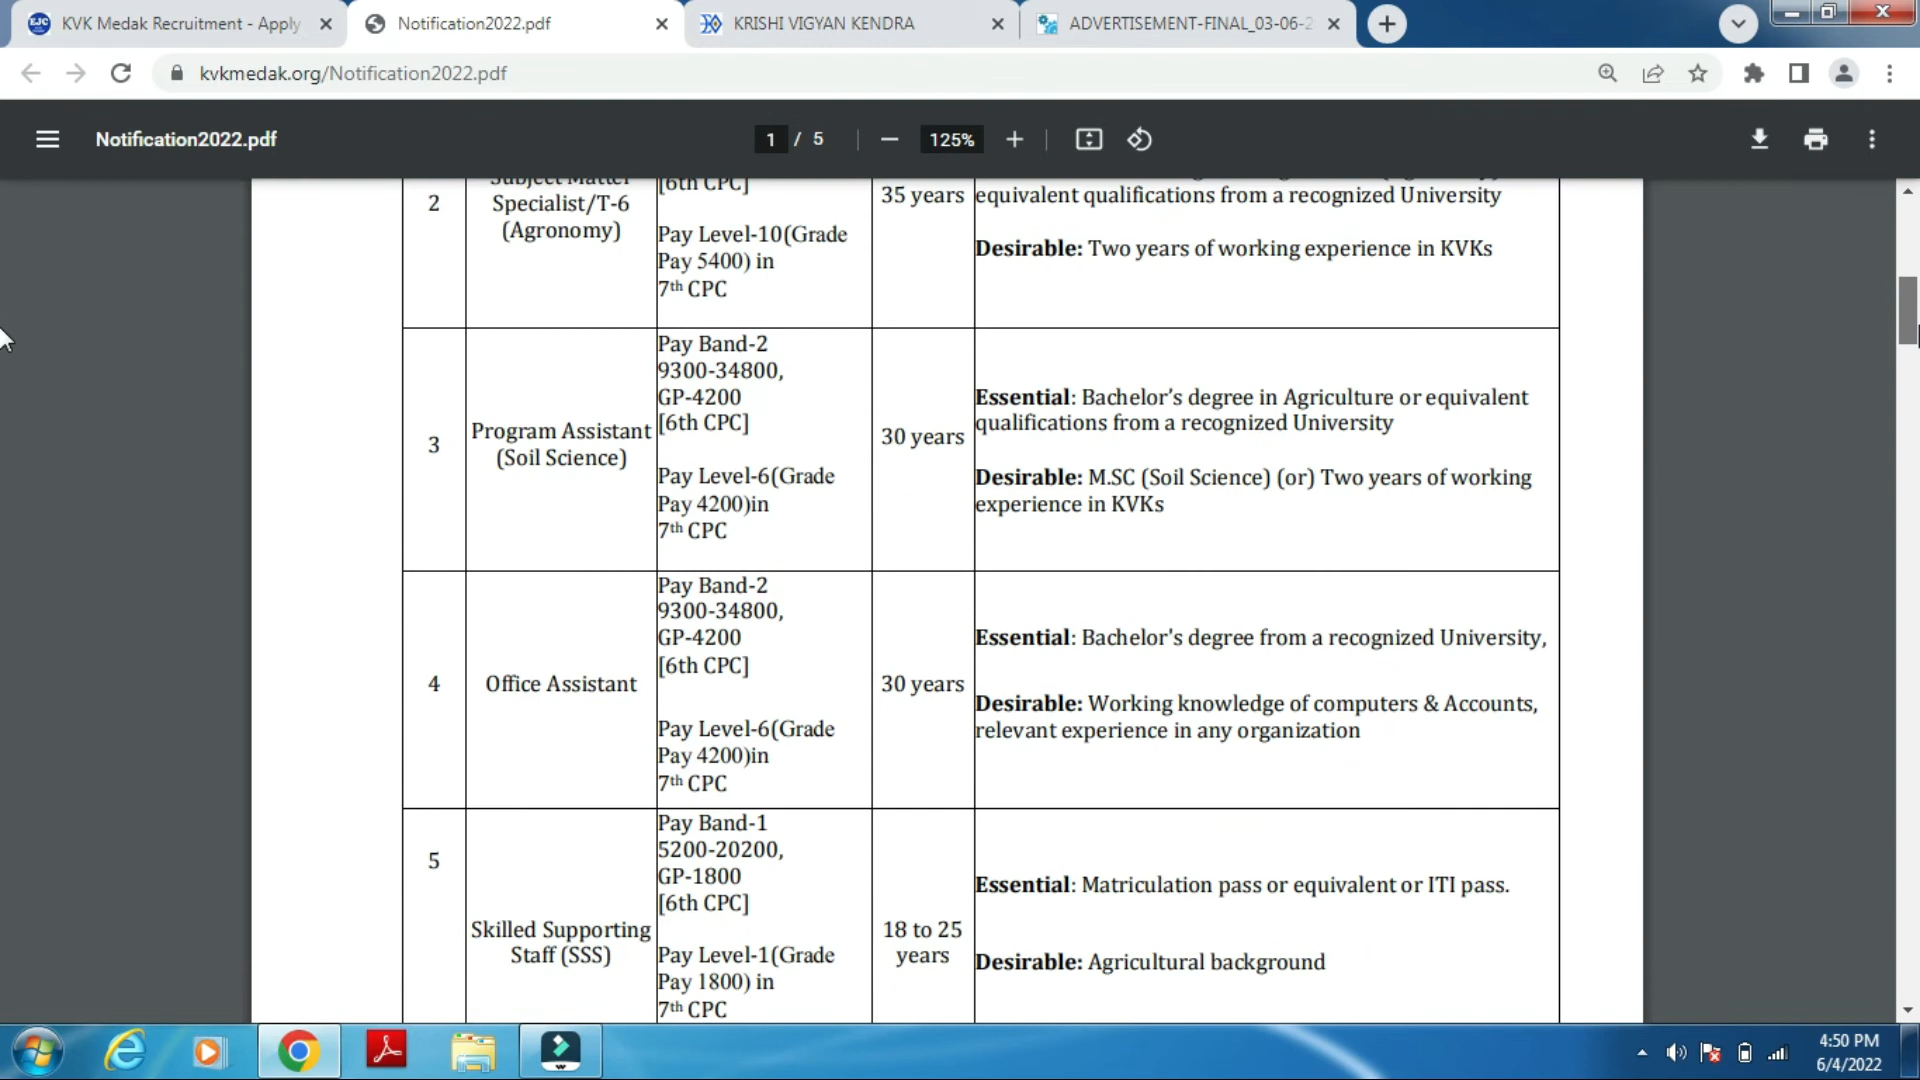 KVK Medak Recruitment - Apply
Notification2022.pdf
KRISHI VIGYAN KENDRA
ADVERTISEMENT-FINAL_03-06-2
kvkmedak.org/Notification2022.pdf
Notification2022.pdf
1 / 5
125%
2
Subject Matter
Specialist/T-6
(Agronomy)
[6th CPC]
Pay Level-10(Grade
Pay 5400) in
7th CPC
35 years
equivalent qualifications from a recognized University
Desirable: Two years of working experience in KVKs
3
Program Assistant
(Soil Science)
Pay Band-2
9300-34800,
GP-4200
[6th CPC]
Pay Level-6(Grade
Pay 4200)in
7th CPC
30 years
Essential: Bachelor’s degree in Agriculture or equivalent
qualifications from a recognized University
Desirable: M.SC (Soil Science) (or) Two years of working
experience in KVKs
4
Office Assistant
Pay Band-2
9300-34800,
GP-4200
[6th CPC]
Pay Level-6(Grade
Pay 4200)in
7th CPC
30 years
Essential: Bachelor's degree from a recognized University,
Desirable: Working knowledge of computers & Accounts,
relevant experience in any organization
5
Skilled Supporting
Staff (SSS)
Pay Band-1
5200-20200,
GP-1800
[6th CPC]
Pay Level-1(Grade
Pay 1800) in
7th CPC
18 to 25
years
Essential: Matriculation pass or equivalent or ITI pass.
Desirable: Agricultural background
4:50 PM
6/4/2022